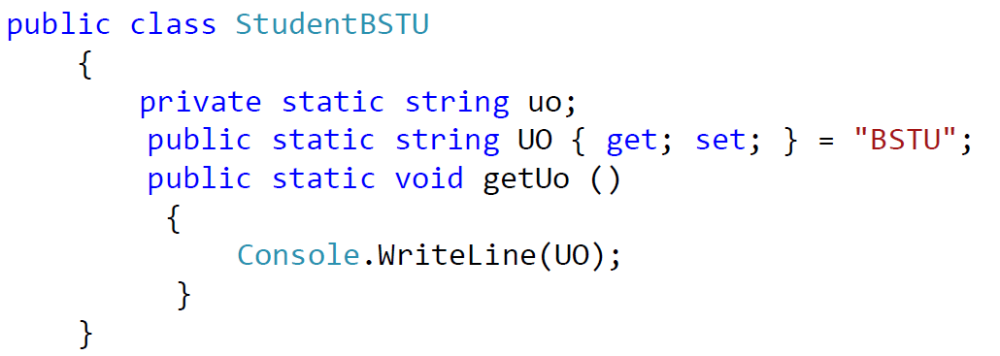 public class StudentBSTU
{
private static string uo;
public static string UO { get; set; } = "BSTU";
public static void getUo ()
{
Console.WriteLine(UO);
}
}